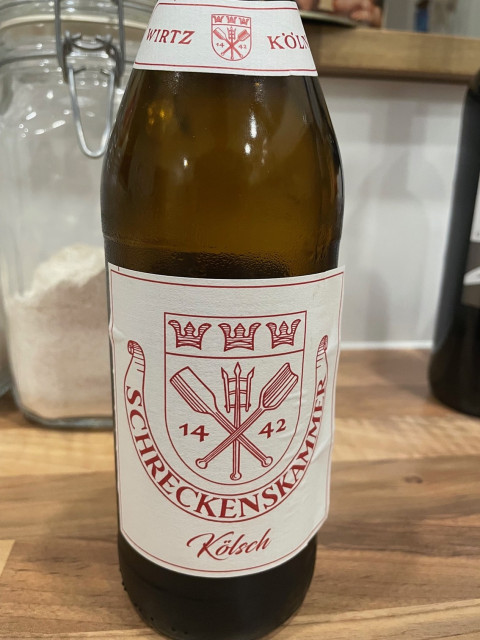 WIRTZ KÖLN
14 42
14 42
SCHRECKENSKAMMER
Kölsch